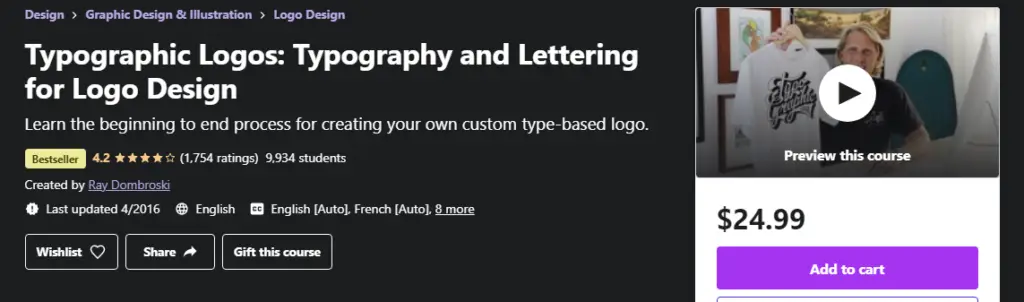 Design > Graphic Design & Illustration > Logo Design
Typographic Logos: Typography and Lettering
for Logo Design
Learn the beginning to end process for creating your own custom type-based logo.
Bestseller 4.2 (1,754 ratings) 9,934 students
Created by Ray Dombroski
Last updated 4/2016 English CC English [Auto], French [Auto], 8 more
Wishlist Share Gift this course
Typographic
Preview this course
$24.99
Add to cart